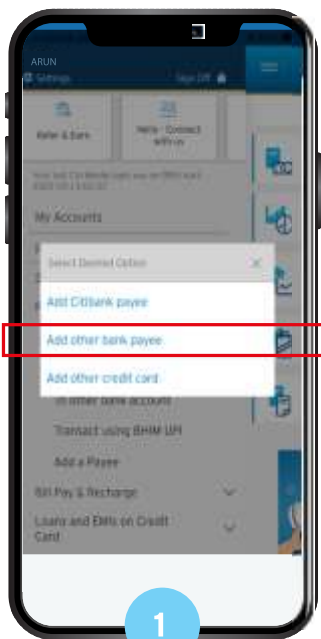 ARUN
Settings
Sign Off
Refer & Earn
Hello - Connect
with us
My Accounts
Select Desired Option
Add Citibank payee
Add other bank payee
Add other credit card
In other bank account
Transact using BHIM UPI
Add a Payee
Bill Pay & Recharge
Loans and EMIs on Credit
Card
1